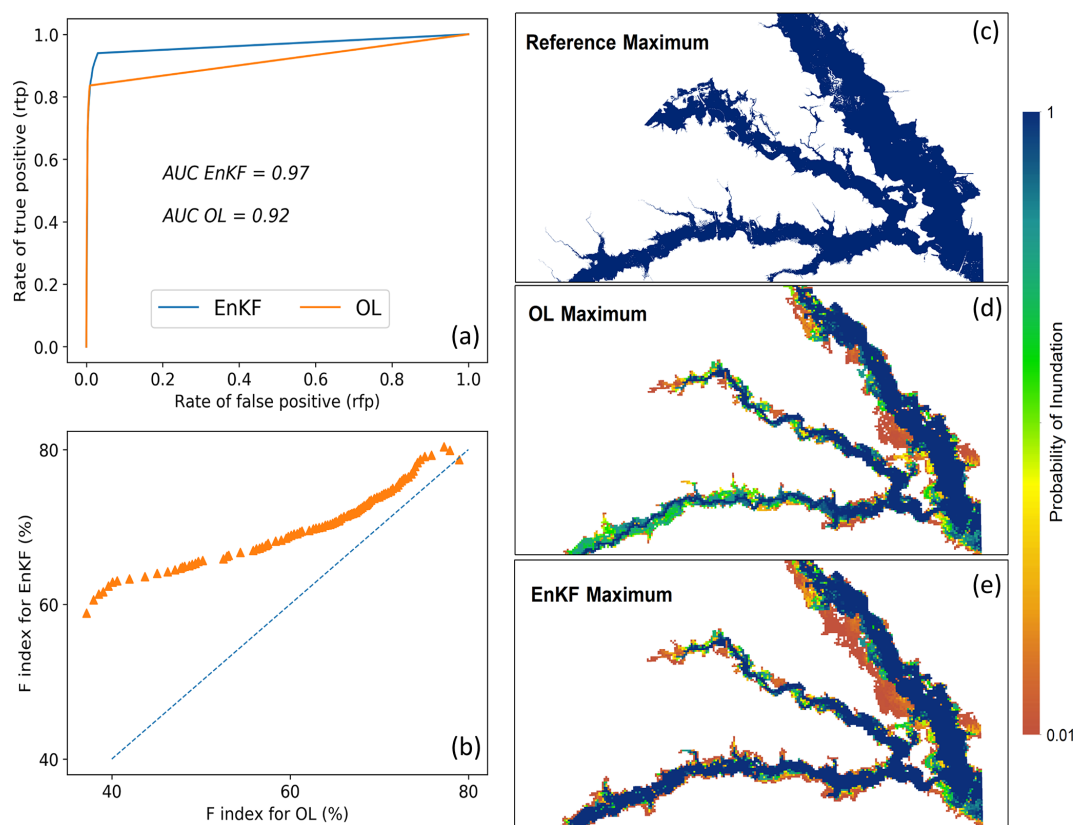 1.0
0.8
0.6
0.4
0.2
0.0
Rate of true positive (rtp)
AUC EnKF = 0.97
AUC OL = 0.92
EnKF OL
(a)
0.0 0.2 0.4 0.6 0.8 1.0
Rate of false positive (rfp)
80
60
40
F index for EnKF (%)
(b)
40 60 80
F index for OL (%)
Reference Maximum
(c)
OL Maximum
(d)
EnKF Maximum
(e)
1
Probability of Inundation
0.01